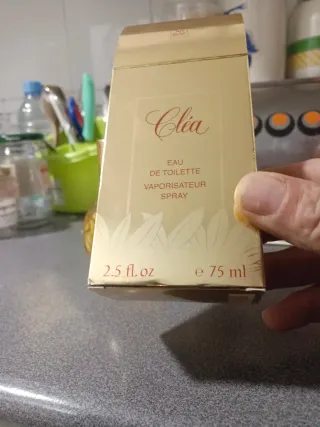 Cléa
EAU
DE TOILETTE
VAPORISATEUR
SPRAY
2.5 fl. oz ℮ 75 ml